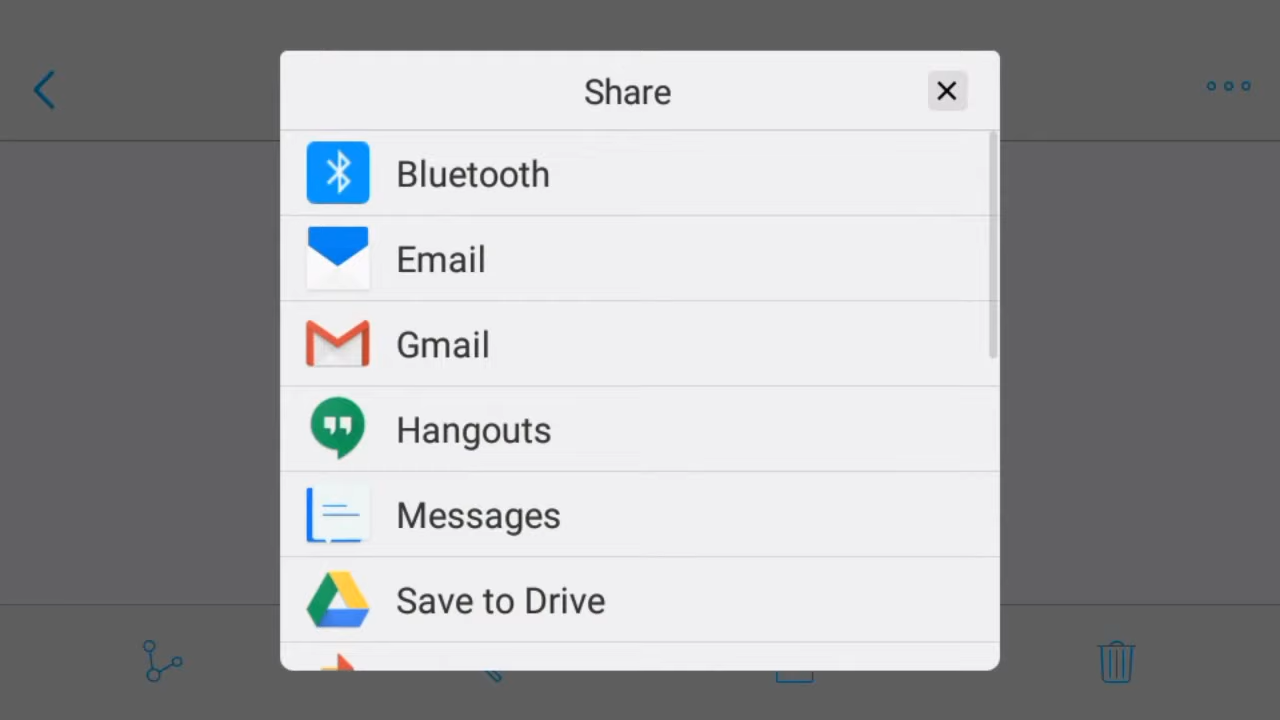 Share
Bluetooth
Email
Gmail
Hangouts
Messages
Save to Drive